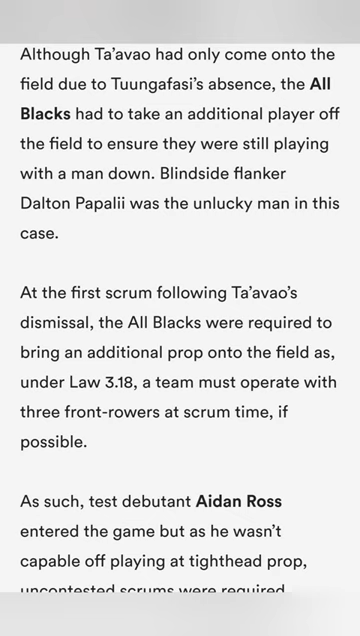 Although Ta’avao had only come onto the
field due to Tuungafasi’s absence, the All
Blacks had to take an additional player off
the field to ensure they were still playing
with a man down. Blindside flanker
Dalton Papalii was the unlucky man in this
case.
At the first scrum following Ta’avao’s
dismissal, the All Blacks were required to
bring an additional prop onto the field as,
under Law 3.18, a team must operate with
three front-rowers at scrum time, if
possible.
As such, test debutant Aidan Ross
entered the game but as he wasn’t
capable off playing at tighthead prop,
uncontested scrums were required